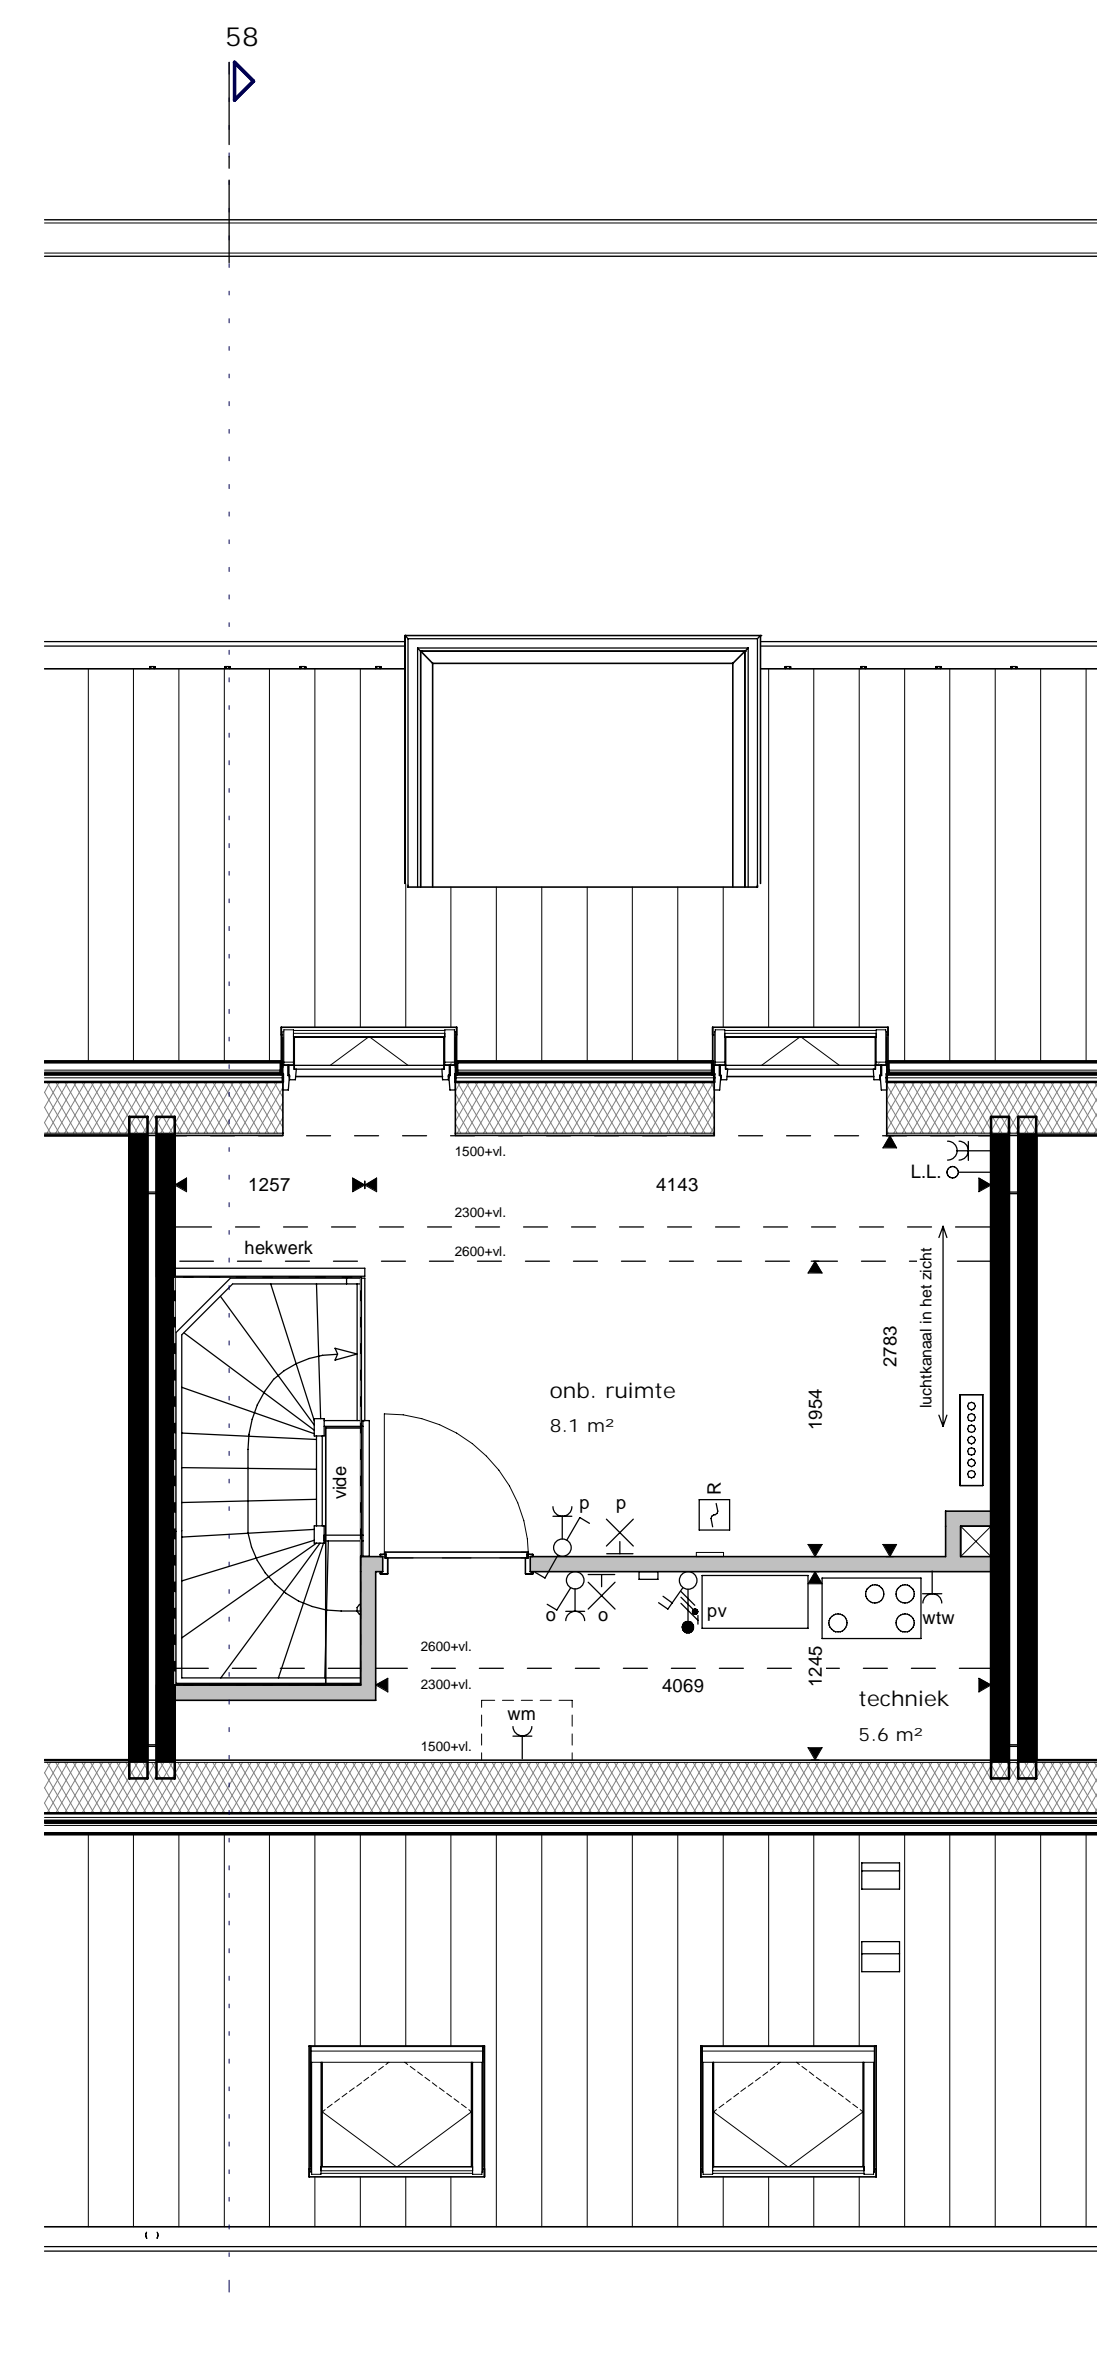 58
1500+vl.
L.L.
1257
4143
2300+vl.
hekwerk
2600+vl.
luchtkanaal in het zicht
2783
onb. ruimte
8.1 m²
1954
vide
R
p
p
o
o
pv
wtw
2600+vl.
1245
2300+vl.
4069
techniek
5.6 m²
wm
1500+vl.